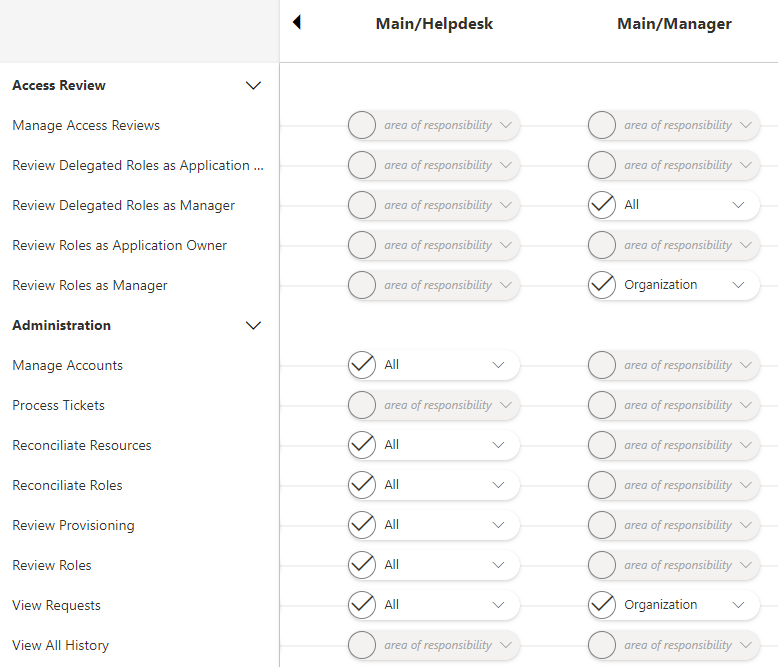 Main/Helpdesk Main/Manager
Access Review
Manage Access Reviews area of responsibility area of responsibility
Review Delegated Roles as Application ... area of responsibility area of responsibility
Review Delegated Roles as Manager area of responsibility All
Review Roles as Application Owner area of responsibility area of responsibility
Review Roles as Manager area of responsibility Organization
Administration
Manage Accounts All area of responsibility
Process Tickets area of responsibility area of responsibility
Reconciliate Resources All area of responsibility
Reconciliate Roles All area of responsibility
Review Provisioning All area of responsibility
Review Roles All area of responsibility
View Requests All Organization
View All History area of responsibility area of responsibility